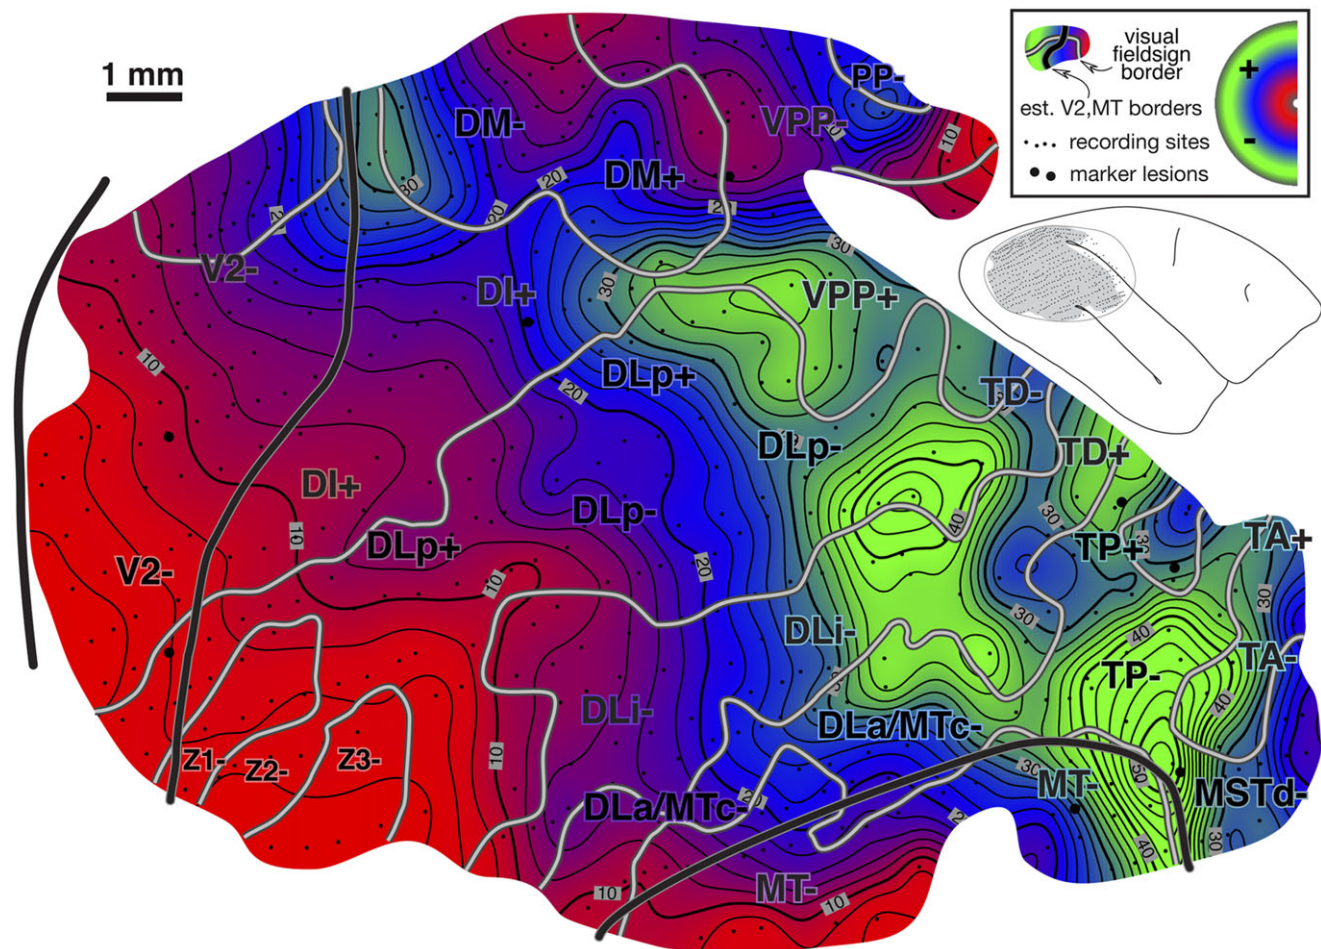 1 mm
visual
fieldsign
border
est. V2,MT borders
recording sites
marker lesions
+
-
PP-
DM-
VPP-
10
DM+
30
20
20
20
V2-
30
DI+
30
VPP+
10
DLp+
20
TD-
DLp-
TD+
DI+
DLp-
40
30
10
DLp+
TP+
TA+
V2-
10
20
30
30
DLi-
40
TP-
TA-
DLi-
40
DLa/MTc-
Z1-
Z2-
Z3-
10
30
50
MT-
MSTd-
20
DLa/MTc-
40
30
MT-
10
10